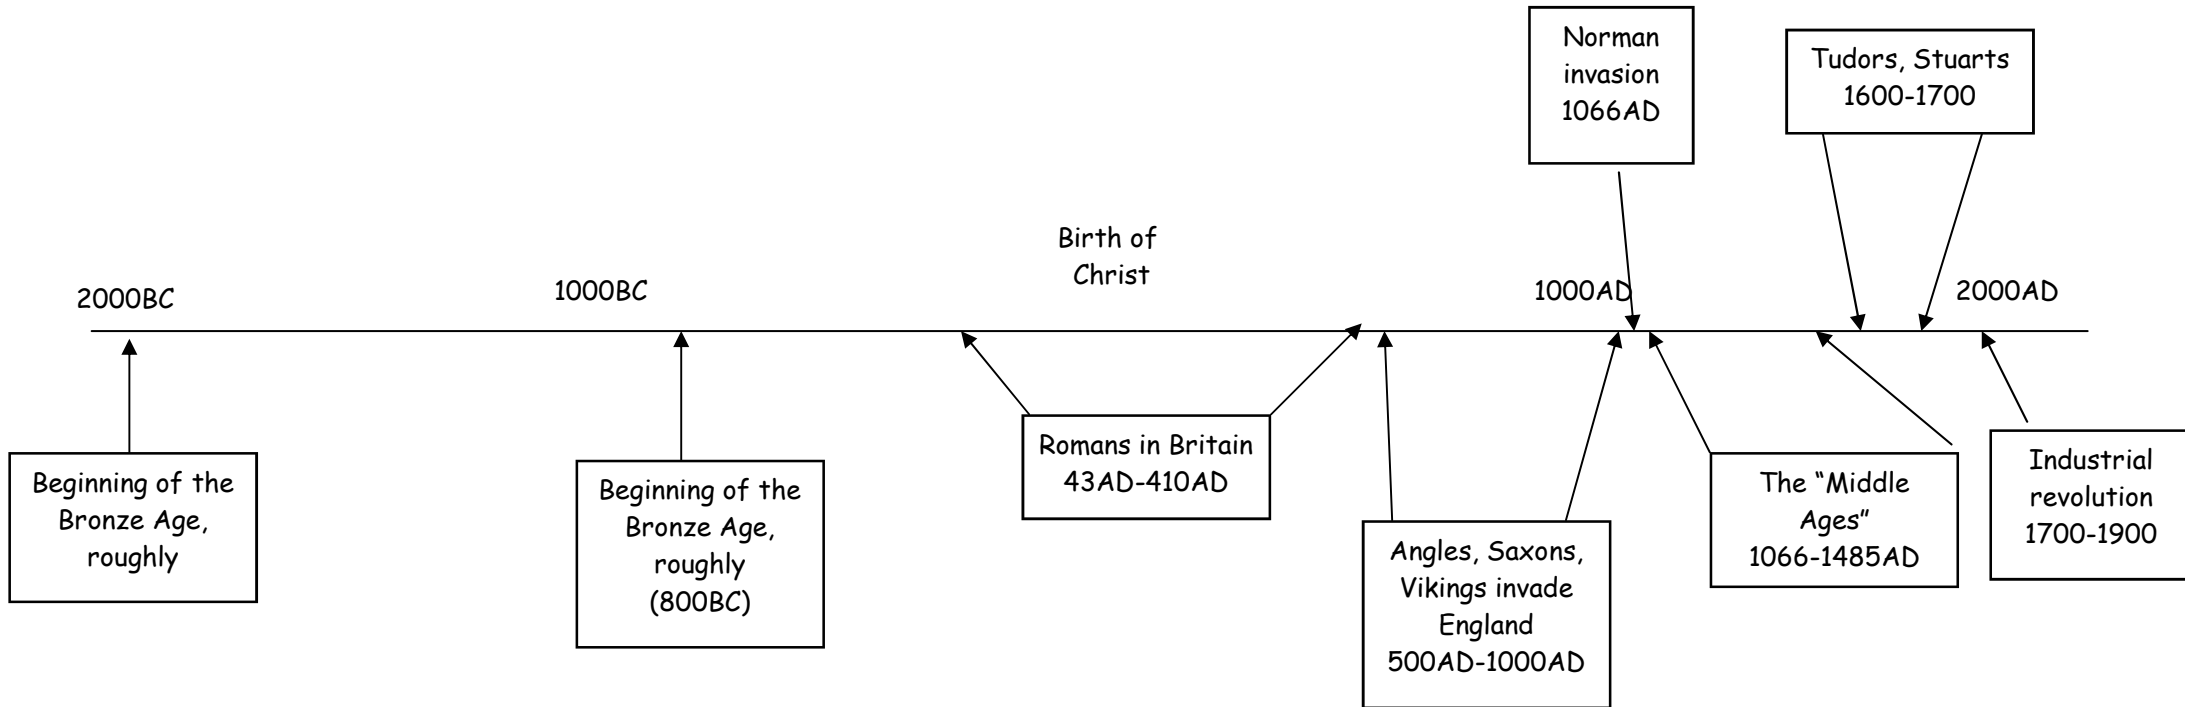 Norman
invasion
1066AD
Tudors, Stuarts
1600-1700
Birth of
Christ
2000BC
1000BC
1000AD
2000AD
Beginning of the
Bronze Age,
roughly
Beginning of the
Bronze Age,
roughly
(800BC)
Romans in Britain
43AD-410AD
Angles, Saxons,
Vikings invade
England
500AD-1000AD
The “Middle
Ages”
1066-1485AD
Industrial
revolution
1700-1900